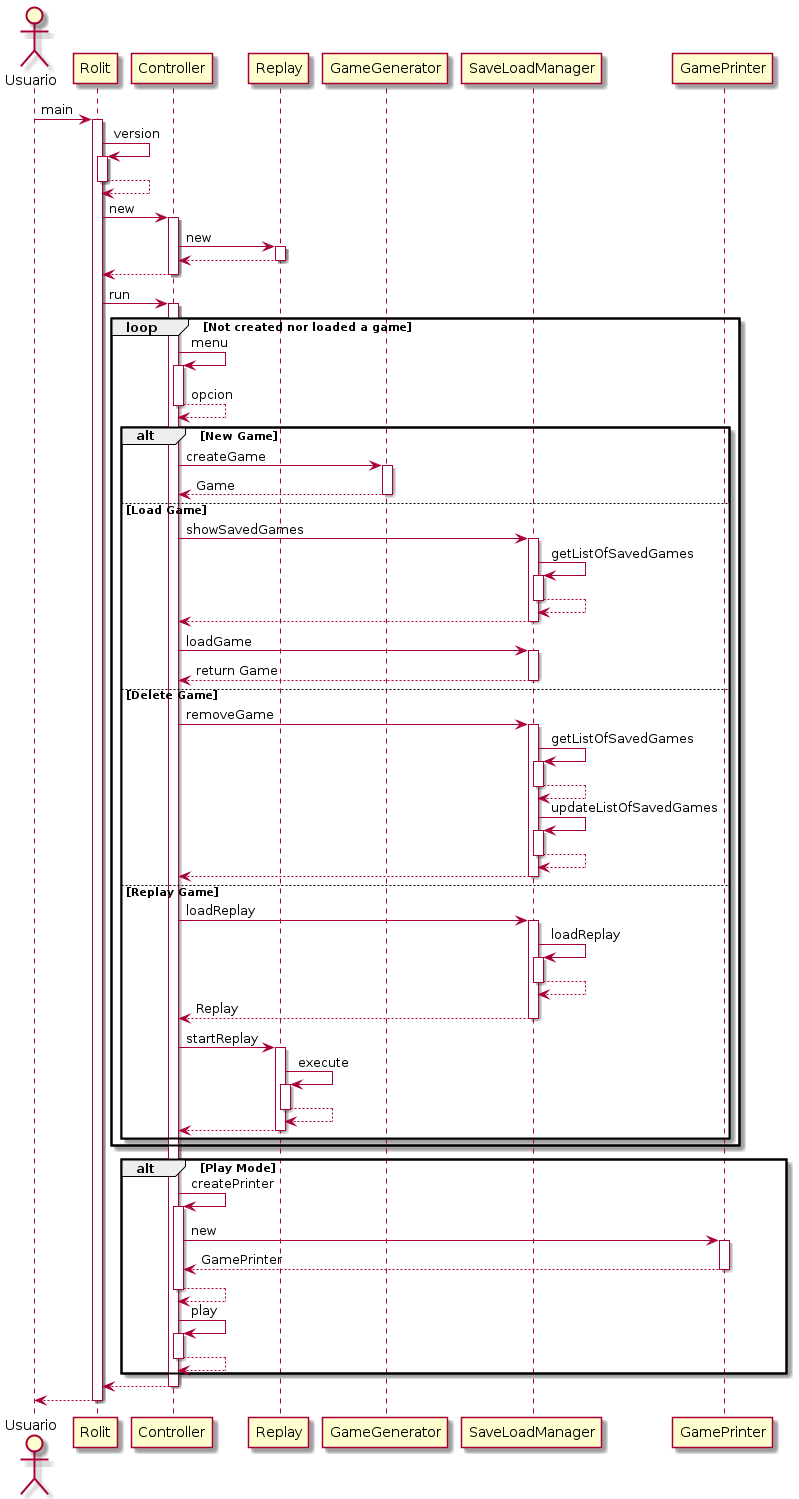 Usuario
Rolit Controller Replay GameGenerator SaveLoadManager GamePrinter
main
version
new
new
run
loop [Not created nor loaded a game]
menu
opcion
alt [New Game]
createGame
Game
[Load Game]
showSavedGames
getListOfSavedGames
loadGame
return Game
[Delete Game]
removeGame
getListOfSavedGames
updateListOfSavedGames
[Replay Game]
loadReplay
loadReplay
Replay
startReplay
execute
alt [Play Mode]
createPrinter
new
GamePrinter
play
Usuario
Rolit Controller Replay GameGenerator SaveLoadManager GamePrinter